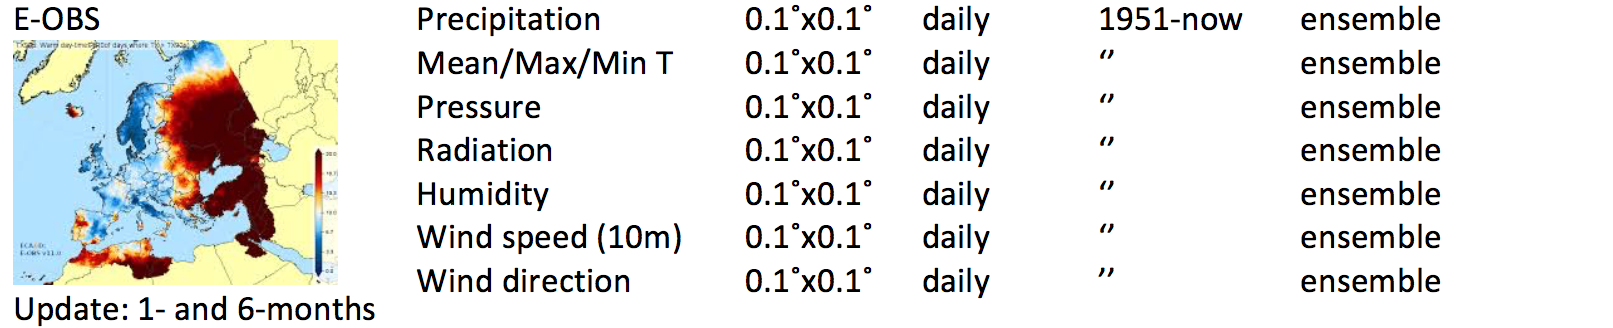 E-OBS Precipitation 0.1˚x0.1˚ daily 1951-now ensemble
Mean/Max/Min T 0.1˚x0.1˚ daily ‘’ ensemble
Pressure 0.1˚x0.1˚ daily ‘’ ensemble
Radiation 0.1˚x0.1˚ daily ‘’ ensemble
Humidity 0.1˚x0.1˚ daily ‘’ ensemble
Wind speed (10m) 0.1˚x0.1˚ daily ‘’ ensemble
E-OBS v11.0
Wind direction 0.1˚x0.1˚ daily ’’ ensemble
Update: 1- and 6-months